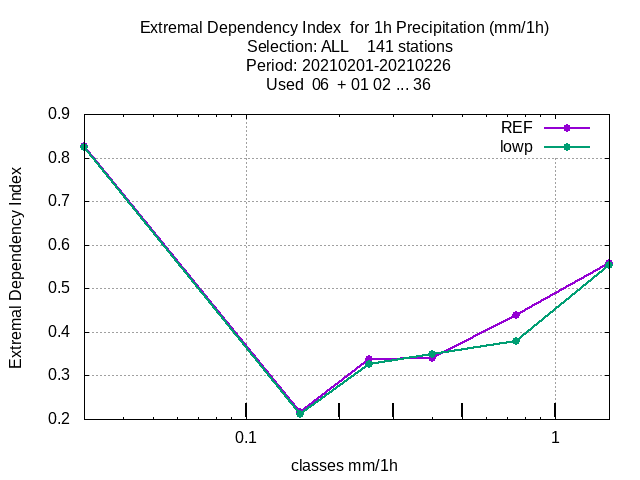 Extremal Dependency Index  for 1h Precipitation (mm/1h)
Selection: ALL    141 stations
Period: 20210201-20210226
Used  06  + 01 02 ... 36
REF
lowp
Extremal Dependency Index
0.9
0.8
0.7
0.6
0.5
0.4
0.3
0.2
0.1
1
classes mm/1h